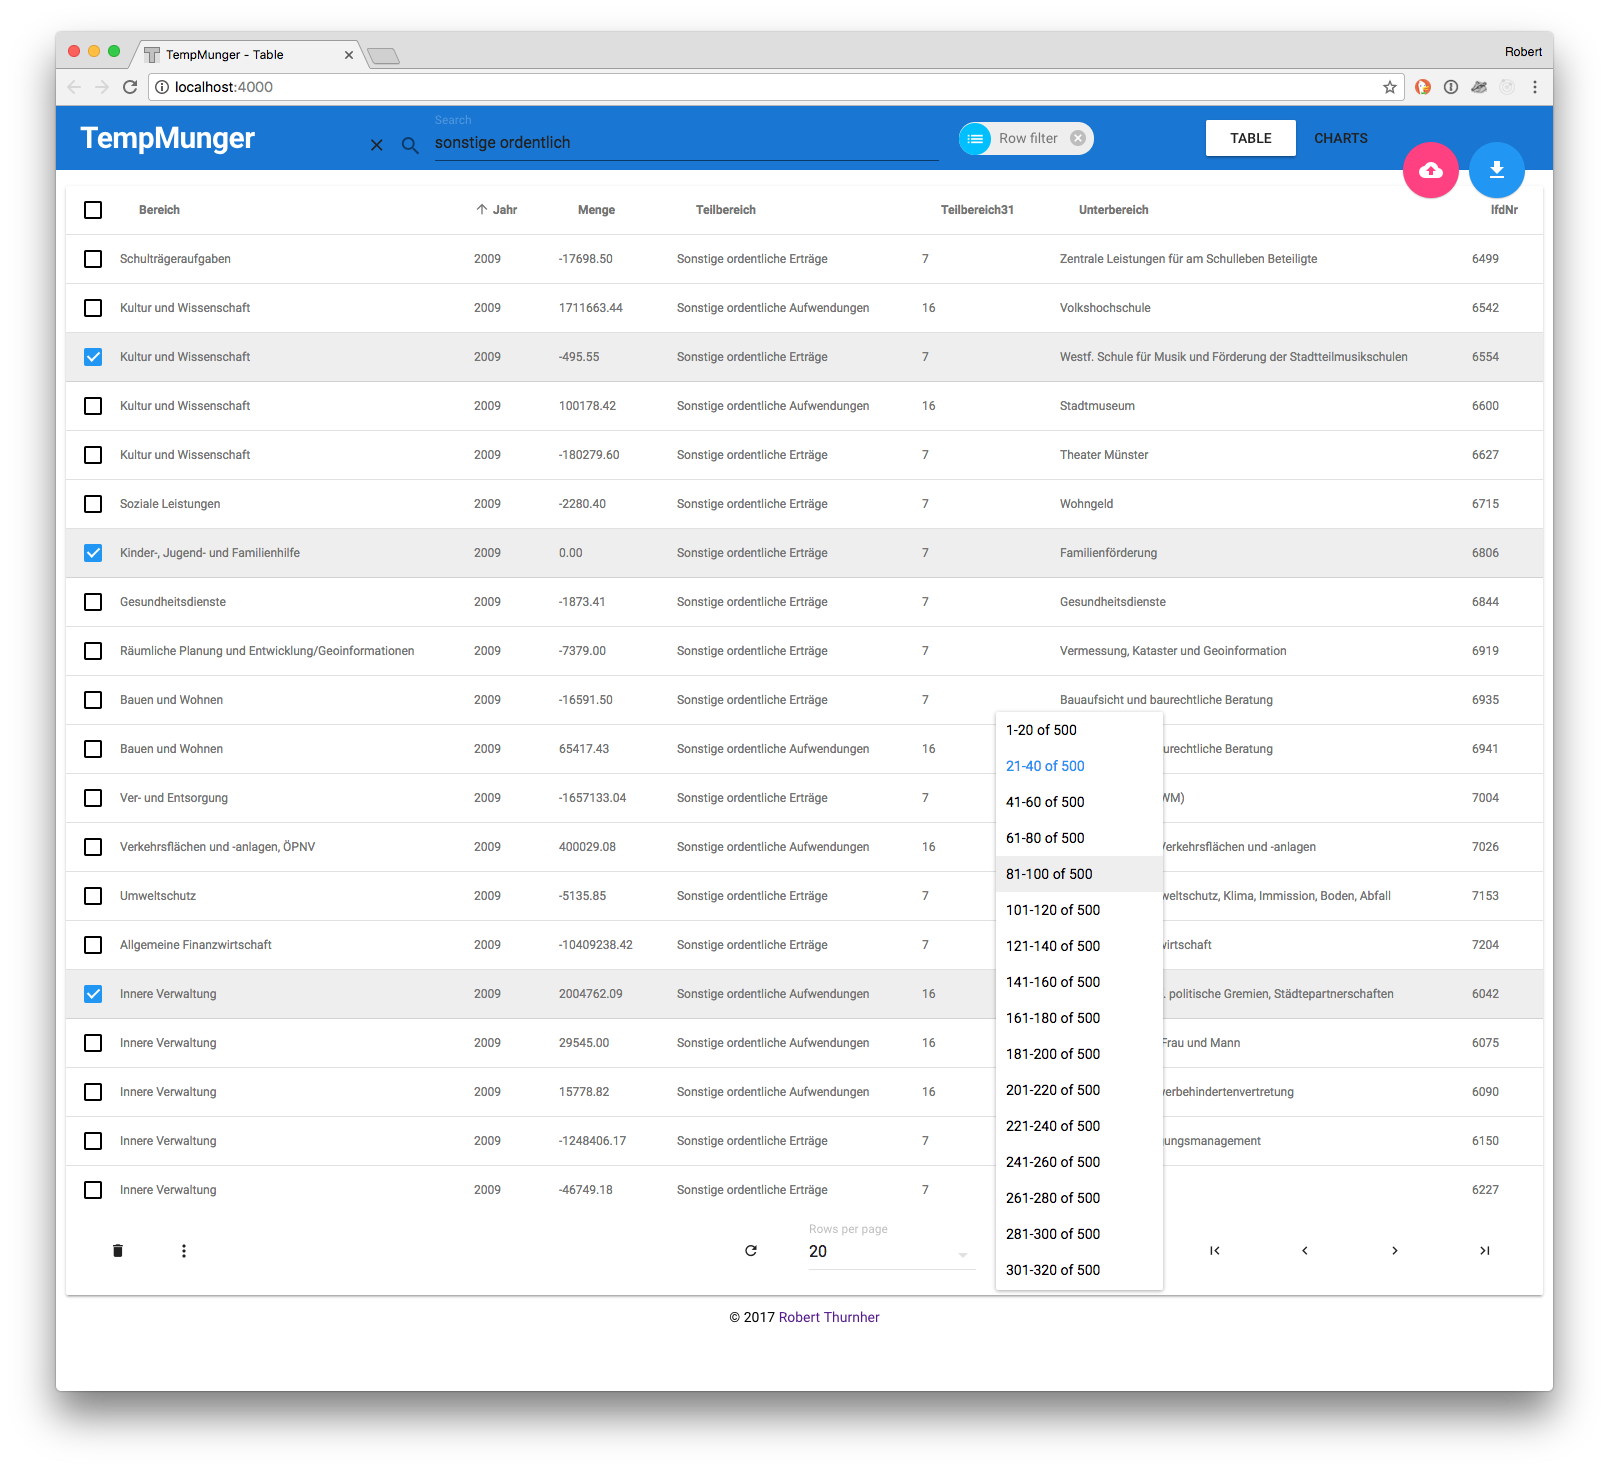 TempMunger - Table
Robert
localhost:4000
TempMunger
Search
sonstige ordentlich
Row filter
TABLE
CHARTS
Bereich Jahr Menge Teilbereich Teilbereich31 Unterbereich lfdNr
Schulträgeraufgaben 2009 -17698.50 Sonstige ordentliche Erträge 7 Zentrale Leistungen für am Schulleben Beteiligte 6499
Kultur und Wissenschaft 2009 1711663.44 Sonstige ordentliche Aufwendungen 16 Volkshochschule 6542
Kultur und Wissenschaft 2009 -495.55 Sonstige ordentliche Erträge 7 Westf. Schule für Musik und Förderung der Stadtteilmusikschulen 6554
Kultur und Wissenschaft 2009 100178.42 Sonstige ordentliche Aufwendungen 16 Stadtmuseum 6600
Kultur und Wissenschaft 2009 -180279.60 Sonstige ordentliche Erträge 7 Theater Münster 6627
Soziale Leistungen 2009 -2280.40 Sonstige ordentliche Erträge 7 Wohngeld 6715
Kinder-, Jugend- und Familienhilfe 2009 0.00 Sonstige ordentliche Erträge 7 Familienförderung 6806
Gesundheitsdienste 2009 -1873.41 Sonstige ordentliche Erträge 7 Gesundheitsdienste 6844
Räumliche Planung und Entwicklung/Geoinformationen 2009 -7379.00 Sonstige ordentliche Erträge 7 Vermessung, Kataster und Geoinformation 6919
Bauen und Wohnen 2009 -16591.50 Sonstige ordentliche Erträge 7 Bauaufsicht und baurechtliche Beratung 6935
Bauen und Wohnen 2009 65417.43 Sonstige ordentliche Aufwendungen 16 urechtliche Beratung 6941
Ver- und Entsorgung 2009 -1657133.04 Sonstige ordentliche Erträge 7 WM) 7004
Verkehrsflächen und -anlagen, ÖPNV 2009 400029.08 Sonstige ordentliche Aufwendungen 16 Verkehrsflächen und -anlagen 7026
Umweltschutz 2009 -5135.85 Sonstige ordentliche Erträge 7 weltschutz, Klima, Immission, Boden, Abfall 7153
Allgemeine Finanzwirtschaft 2009 -10409238.42 Sonstige ordentliche Erträge 7 wirtschaft 7204
Innere Verwaltung 2009 2004762.09 Sonstige ordentliche Aufwendungen 16 . politische Gremien, Städtepartnerschaften 6042
Innere Verwaltung 2009 29545.00 Sonstige ordentliche Aufwendungen 16 Frau und Mann 6075
Innere Verwaltung 2009 15778.82 Sonstige ordentliche Aufwendungen 16 verbehindertenvertretung 6090
Innere Verwaltung 2009 -1248406.17 Sonstige ordentliche Erträge 7 ungsmanagement 6150
Innere Verwaltung 2009 -46749.18 Sonstige ordentliche Erträge 7 6227
1-20 of 500
21-40 of 500
41-60 of 500
61-80 of 500
81-100 of 500
101-120 of 500
121-140 of 500
141-160 of 500
161-180 of 500
181-200 of 500
201-220 of 500
221-240 of 500
241-260 of 500
261-280 of 500
281-300 of 500
301-320 of 500
Rows per page
20
© 2017 Robert Thurnher